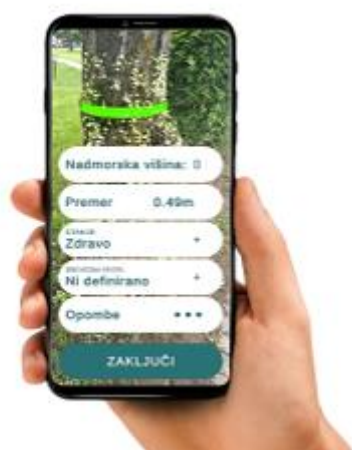 Nadmorska višina: 0
Premer 0.49m
Zdravo +
Ni definirano +
Opombe •••
ZAKLJUČI